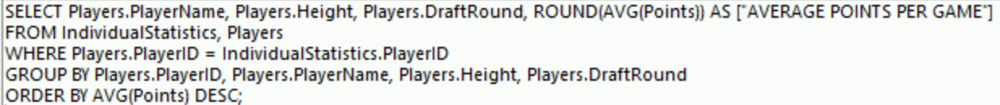 SELECT Players.PlayerName, Players.Height, Players.DraftRound, ROUND(AVG(Points)) AS ["AVERAGE POINTS PER GAME"]
FROM IndividualStatistics, Players
WHERE Players.PlayerID = IndividualStatistics.PlayerID
GROUP BY Players.PlayerID, Players.PlayerName, Players.Height, Players.DraftRound
ORDER BY AVG(Points) DESC;